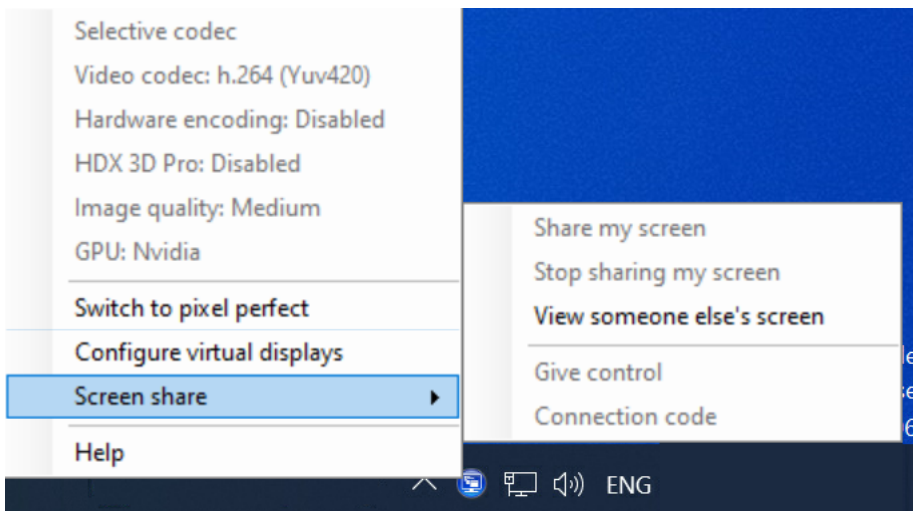 Selective codec
Video codec: h.264 (Yuv420)
Hardware encoding: Disabled
HDX 3D Pro: Disabled
Image quality: Medium
GPU: Nvidia
Switch to pixel perfect
Configure virtual displays
Screen share
Help
Share my screen
Stop sharing my screen
View someone else's screen
Give control
Connection code
ENG